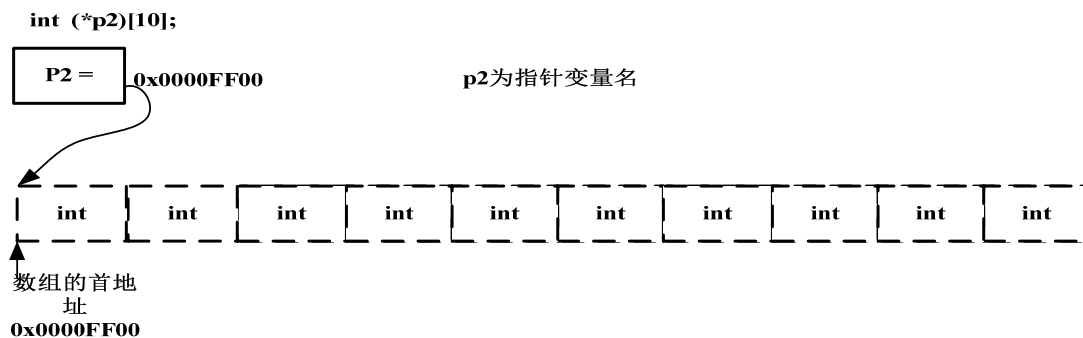 int (*p2)[10];
P2 =
0x0000FF00
p2为指针变量名
int int int int int int int int int int
数组的首地
址
0x0000FF00